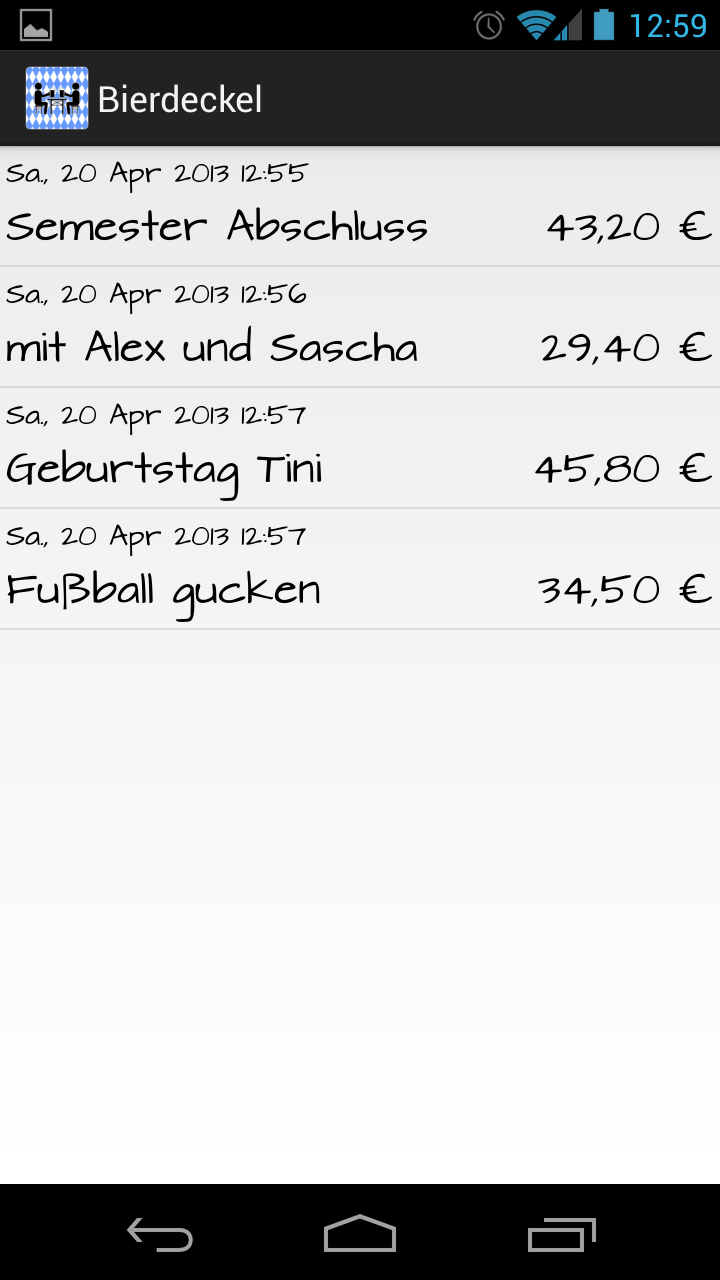 12:59
Bierdeckel
Sa., 20 Apr 2013 12:55
Semester Abschluss 43,20 €
Sa., 20 Apr 2013 12:56
mit Alex und Sascha 29,40 €
Sa., 20 Apr 2013 12:57
Geburtstag Tini 45,80 €
Sa., 20 Apr 2013 12:57
Fußball gucken 34,50 €